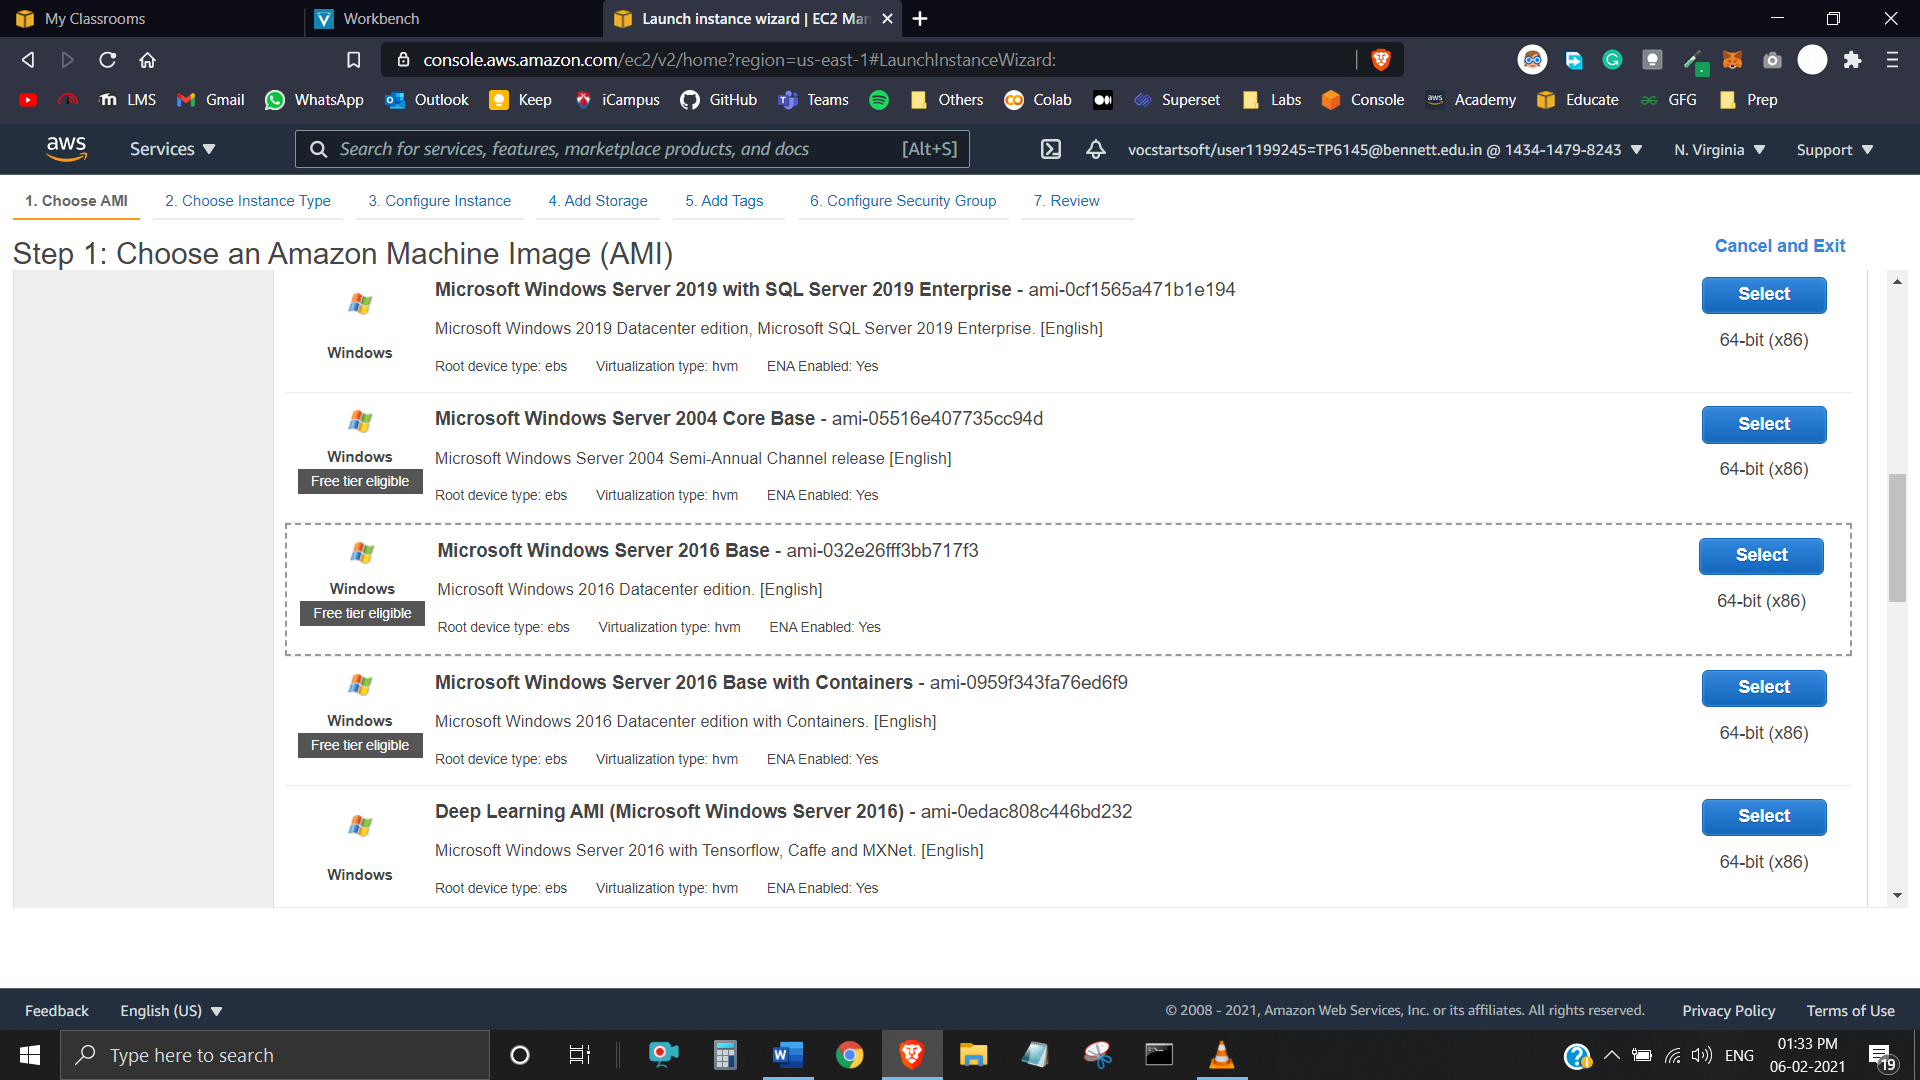 My Classrooms
Workbench
Launch instance wizard | EC2 Man
console.aws.amazon.com/ec2/v2/home?region=us-east-1#LaunchInstanceWizard:
LMS
Gmail
WhatsApp
Outlook
Keep
iCampus
GitHub
Teams
Others
Colab
Superset
Labs
Console
aws
Academy
Educate
GFG
Prep
aws
Services
Search for services, features, marketplace products, and docs
[Alt+S]
vocstartsoft/user1199245=TP6145@bennett.edu.in @ 1434-1479-8243
N. Virginia
Support
1. Choose AMI
2. Choose Instance Type
3. Configure Instance
4. Add Storage
5. Add Tags
6. Configure Security Group
7. Review
Step 1: Choose an Amazon Machine Image (AMI)
Cancel and Exit
Microsoft Windows Server 2019 with SQL Server 2019 Enterprise - ami-0cf1565a471b1e194
Select
Microsoft Windows 2019 Datacenter edition, Microsoft SQL Server 2019 Enterprise. [English]
64-bit (x86)
Windows
Root device type: ebs
Virtualization type: hvm
ENA Enabled: Yes
Microsoft Windows Server 2004 Core Base - ami-05516e407735cc94d
Select
Windows
Microsoft Windows Server 2004 Semi-Annual Channel release [English]
64-bit (x86)
Free tier eligible
Root device type: ebs
Virtualization type: hvm
ENA Enabled: Yes
Microsoft Windows Server 2016 Base - ami-032e26fff3bb717f3
Select
Windows
Microsoft Windows 2016 Datacenter edition. [English]
64-bit (x86)
Free tier eligible
Root device type: ebs
Virtualization type: hvm
ENA Enabled: Yes
Microsoft Windows Server 2016 Base with Containers - ami-0959f343fa76ed6f9
Select
Windows
Microsoft Windows 2016 Datacenter edition with Containers. [English]
64-bit (x86)
Free tier eligible
Root device type: ebs
Virtualization type: hvm
ENA Enabled: Yes
Deep Learning AMI (Microsoft Windows Server 2016) - ami-0edac808c446bd232
Select
Microsoft Windows Server 2016 with Tensorflow, Caffe and MXNet. [English]
64-bit (x86)
Windows
Root device type: ebs
Virtualization type: hvm
ENA Enabled: Yes
Feedback
English (US)
© 2008 - 2021, Amazon Web Services, Inc. or its affiliates. All rights reserved.
Privacy Policy
Terms of Use
Type here to search
ENG
01:33 PM
06-02-2021
19